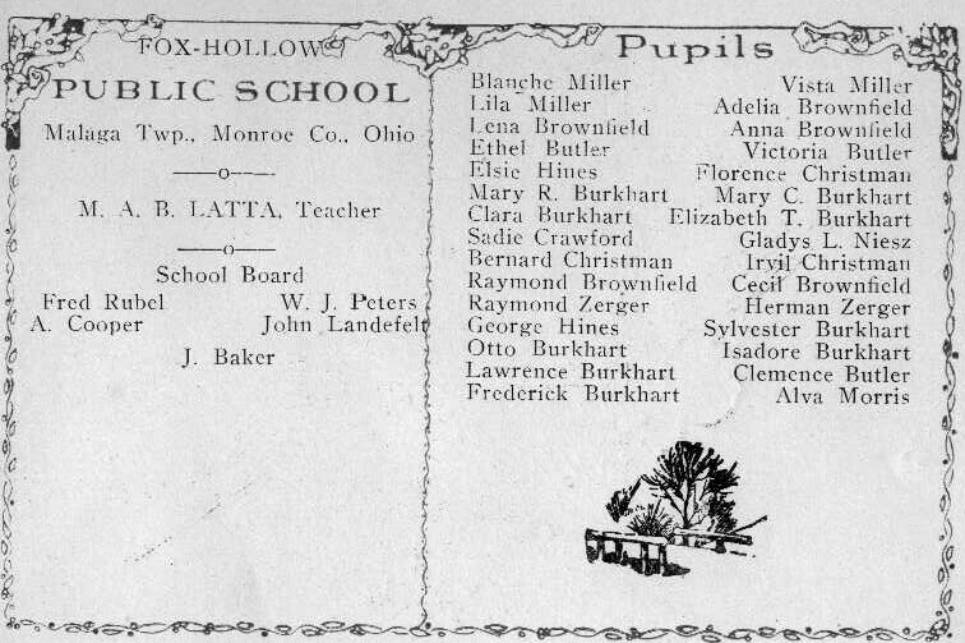 FOX-HOLLOW
PUBLIC SCHOOL
Malaga Twp., Monroe Co., Ohio
——o——
M. A. B. LATTA, Teacher
——o——
School Board
Fred Rubel W. J. Peters
A. Cooper John Landefelt
J. Baker
Pupils
Blanche Miller Vista Miller
Lila Miller Adelia Brownfield
Lena Brownfield Anna Brownfield
Ethel Butler Victoria Butler
Elsie Hines Florence Christman
Mary R. Burkhart Mary C. Burkhart
Clara Burkhart Elizabeth T. Burkhart
Sadie Crawford Gladys L. Niesz
Bernard Christman Irvil Christman
Raymond Brownfield Cecil Brownfield
Raymond Zerger Herman Zerger
George Hines Sylvester Burkhart
Otto Burkhart Isadore Burkhart
Lawrence Burkhart Clemence Butler
Frederick Burkhart Alva Morris